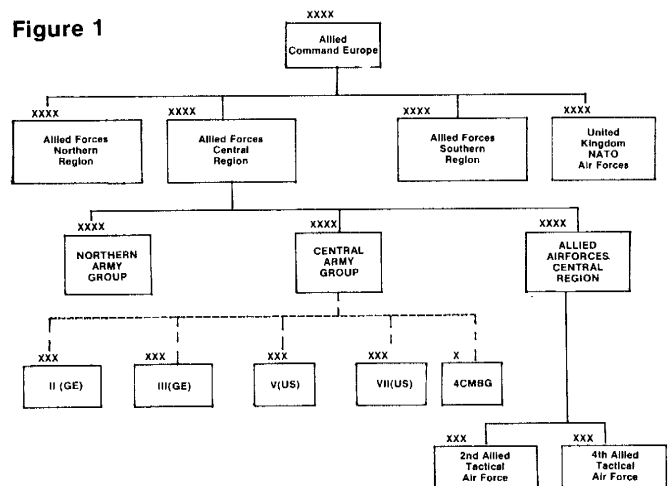 Figure 1
XXXX
Allied
Command Europe
XXXX
Allied Forces
Northern
Region
XXXX
Allied Forces
Central
Region
XXXX
Allied Forces
Southern
Region
XXXX
United
Kingdom
NATO
Air Forces
XXXX
NORTHERN
ARMY
GROUP
XXXX
CENTRAL
ARMY
GROUP
XXXX
ALLIED
AIRFORCES.
CENTRAL
REGION
XXX
II (GE)
XXX
III(GE)
XXX
V(US)
XXX
VII(US)
X
4CMBG
XXX
2nd Allied
Tactical
Air Force
XXX
4th Allied
Tactical
Air Force